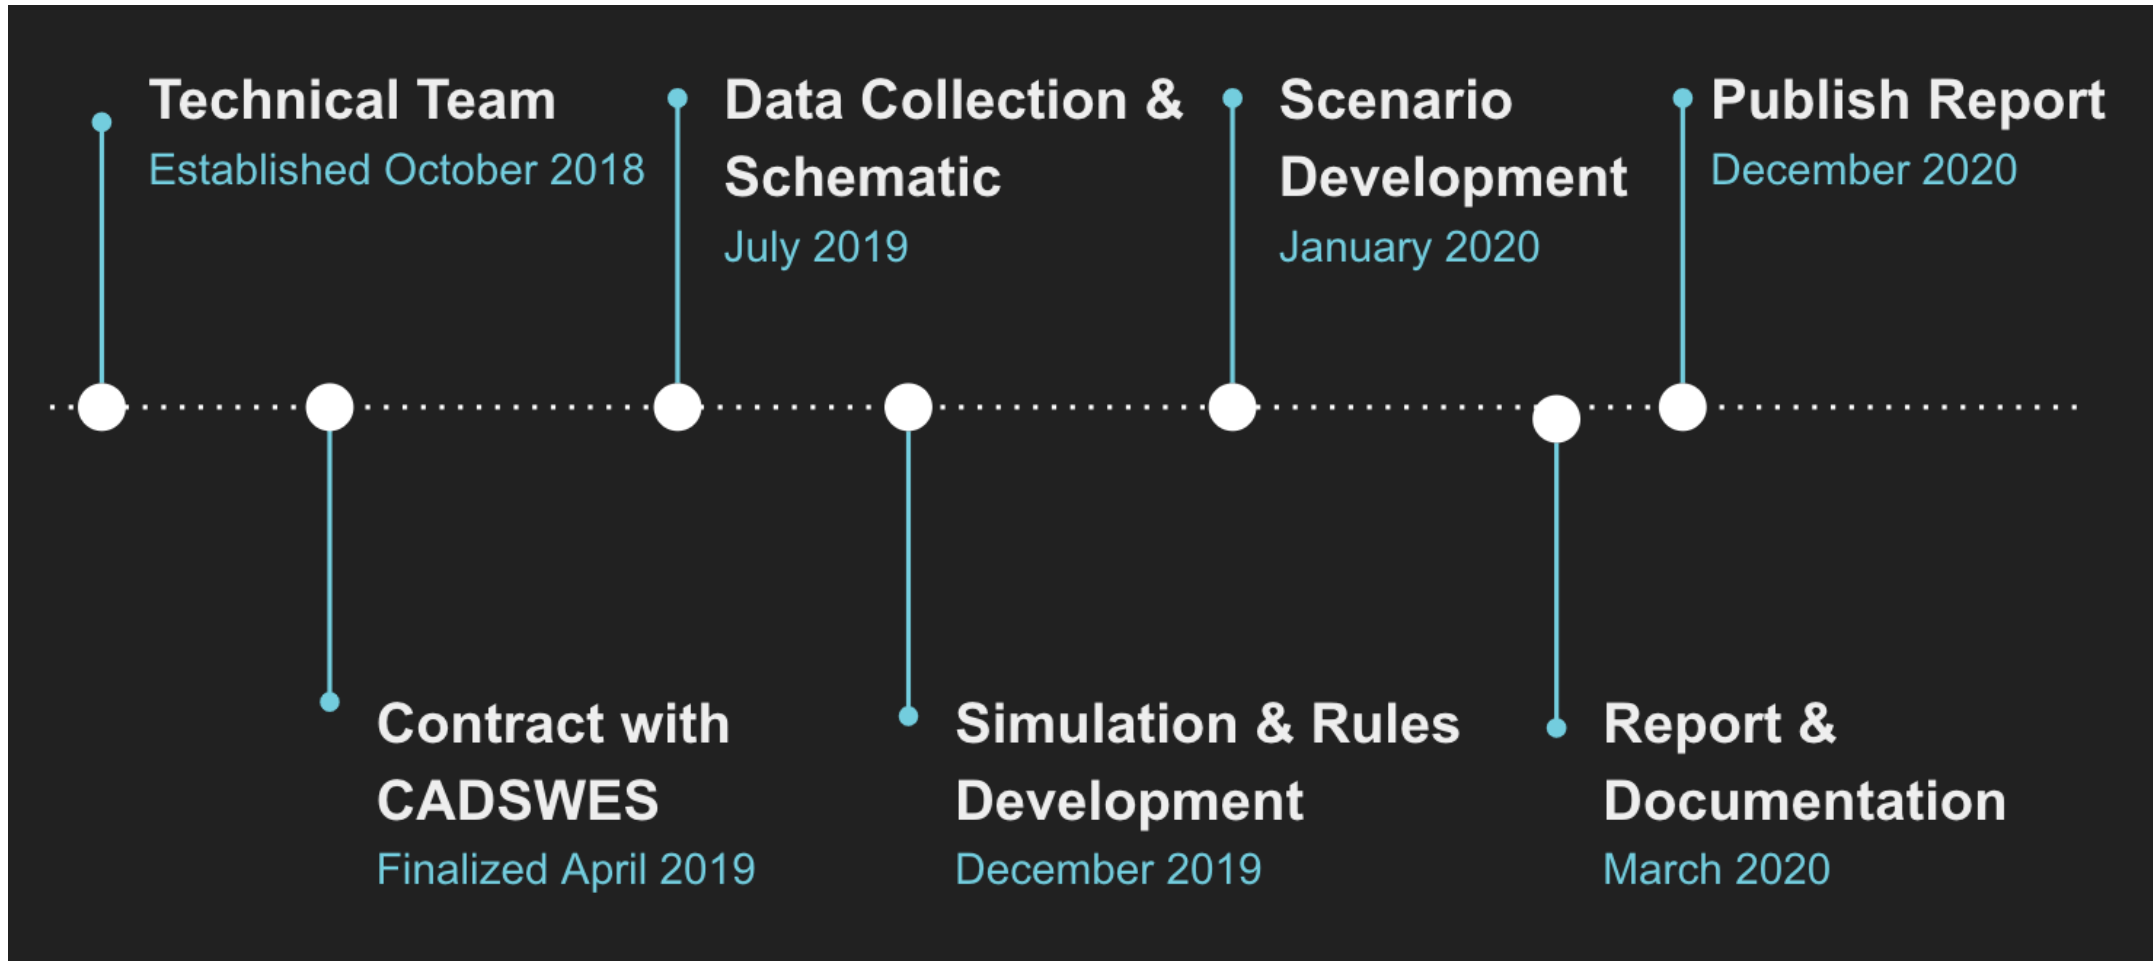 Technical Team
Established October 2018
Contract with
CADSWES
Finalized April 2019
Data Collection &
Schematic
July 2019
Simulation & Rules
Development
December 2019
Scenario
Development
January 2020
Report &
Documentation
March 2020
Publish Report
December 2020